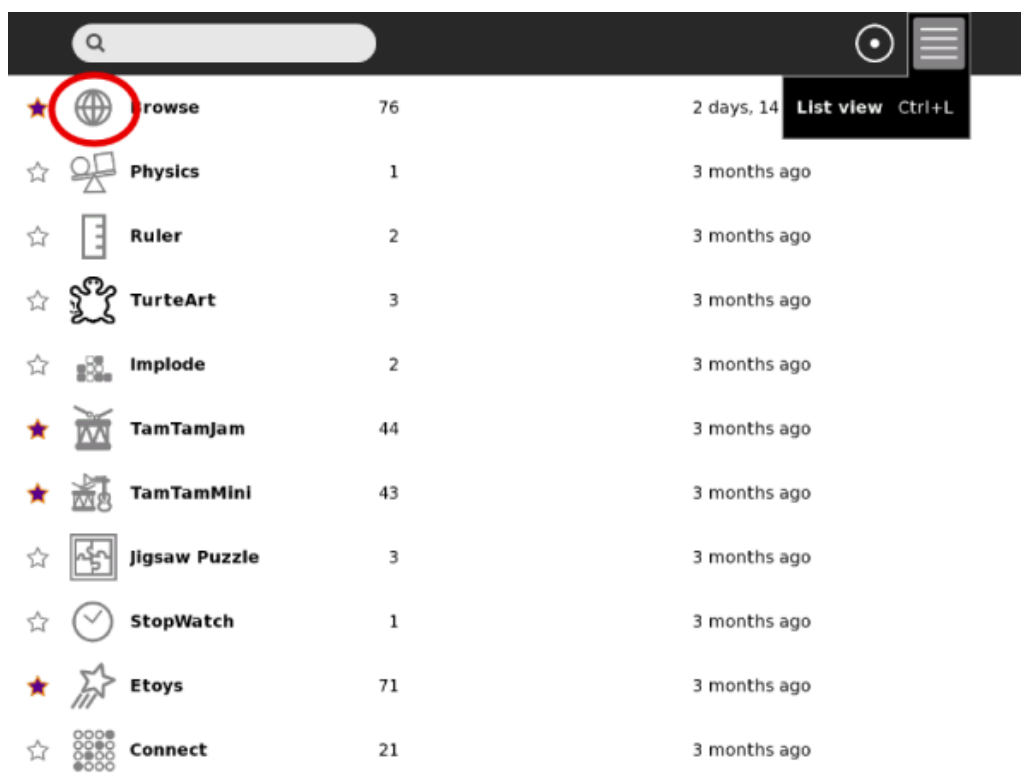 List view Ctrl+L
Browse 76 2 days, 14
Physics 1 3 months ago
Ruler 2 3 months ago
TurteArt 3 3 months ago
Implode 2 3 months ago
TamTamJam 44 3 months ago
TamTamMini 43 3 months ago
Jigsaw Puzzle 3 3 months ago
StopWatch 1 3 months ago
Etoys 71 3 months ago
Connect 21 3 months ago